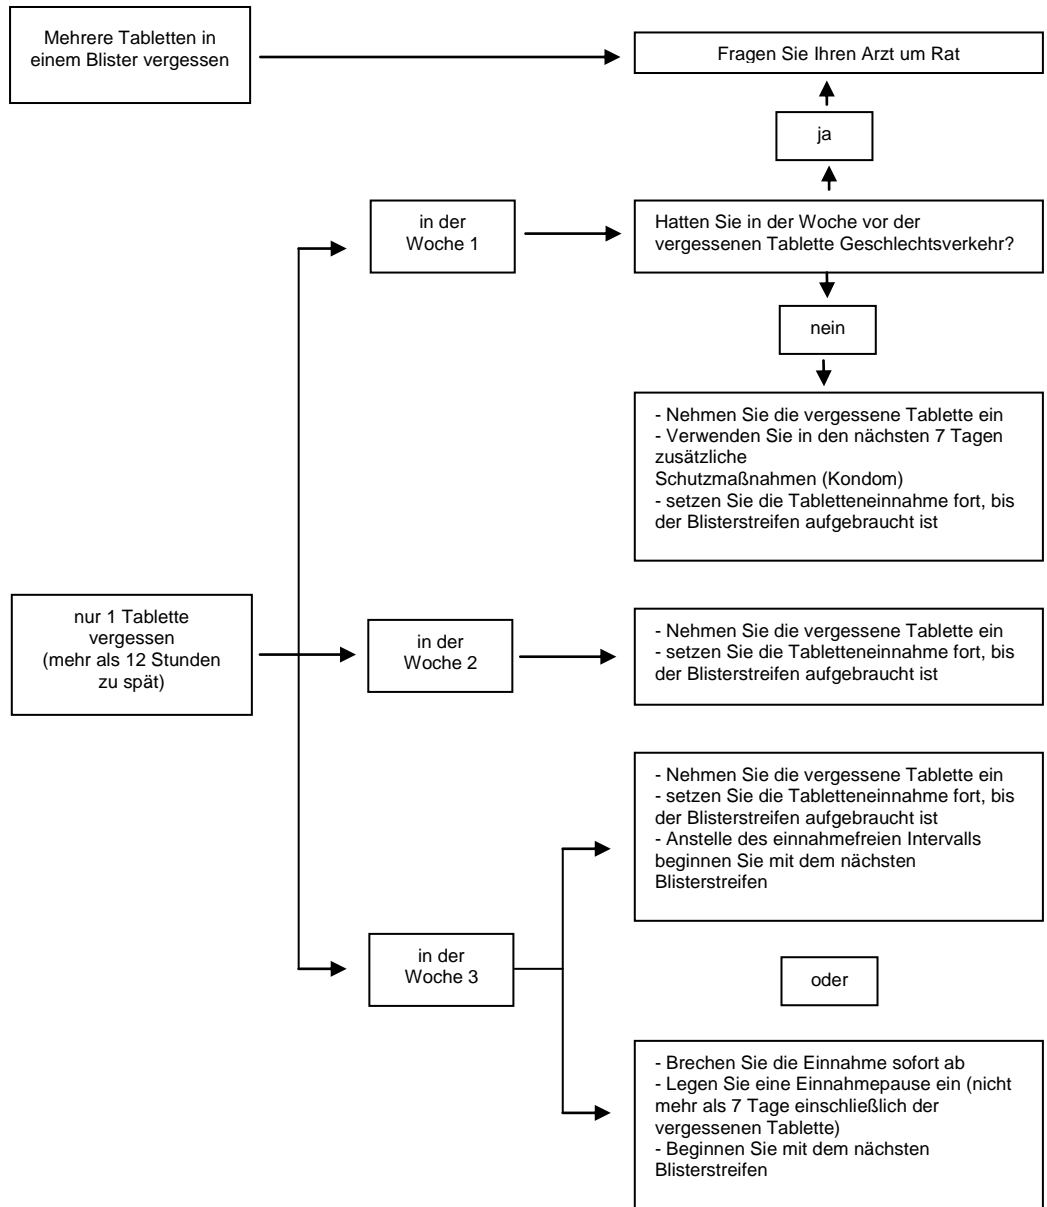 Mehrere Tabletten in
einem Blister vergessen
Fragen Sie Ihren Arzt um Rat
ja
in der
Woche 1
Hatten Sie in der Woche vor der
vergessenen Tablette Geschlechtsverkehr?
nein
- Nehmen Sie die vergessene Tablette ein
- Verwenden Sie in den nächsten 7 Tagen
zusätzliche
Schutzmaßnahmen (Kondom)
- setzen Sie die Tabletteneinnahme fort, bis
der Blisterstreifen aufgebraucht ist
nur 1 Tablette
vergessen
(mehr als 12 Stunden
zu spät)
in der
Woche 2
- Nehmen Sie die vergessene Tablette ein
- setzen Sie die Tabletteneinnahme fort, bis
der Blisterstreifen aufgebraucht ist
- Nehmen Sie die vergessene Tablette ein
- setzen Sie die Tabletteneinnahme fort, bis
der Blisterstreifen aufgebraucht ist
- Anstelle des einnahmefreien Intervalls
beginnen Sie mit dem nächsten
Blisterstreifen
in der
Woche 3
oder
- Brechen Sie die Einnahme sofort ab
- Legen Sie eine Einnahmepause ein (nicht
mehr als 7 Tage einschließlich der
vergessenen Tablette)
- Beginnen Sie mit dem nächsten
Blisterstreifen